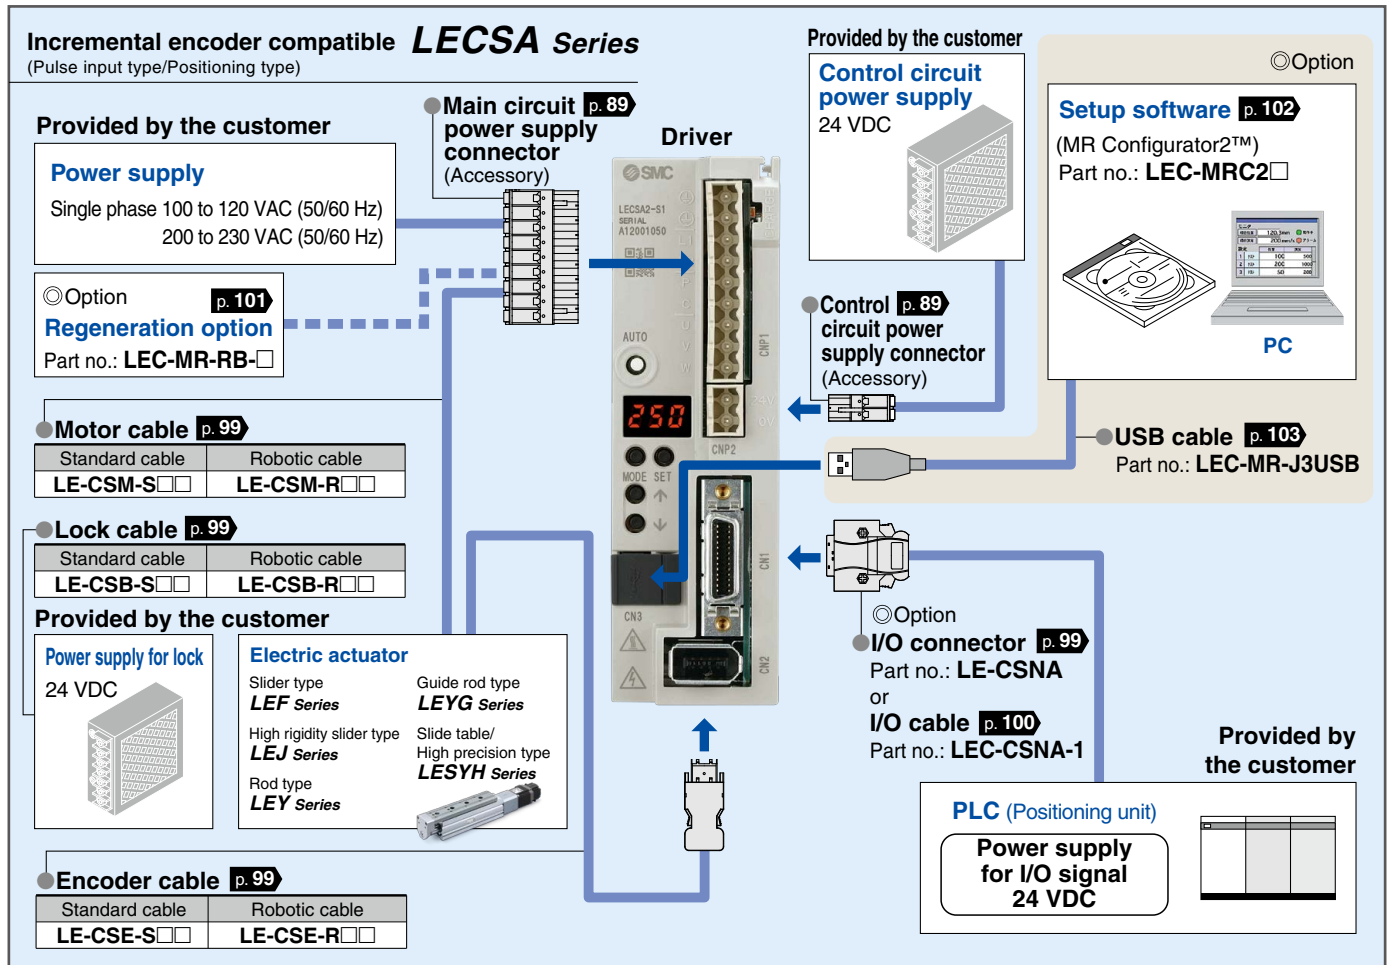 Incremental encoder compatible LECSA Series
(Pulse input type/Positioning type)
Provided by the customer
Power supply
Single phase 100 to 120 VAC (50/60 Hz)
200 to 230 VAC (50/60 Hz)
◎Option p. 101
Regeneration option
Part no.: LEC-MR-RB-□
Main circuit p. 89
power supply
connector
(Accessory)
Driver
SMC
LECSA2-S1
SERIAL
A12001050
AUTO
CNP1
U
V
W
250
24V
0V
CNP2
MODE SET
CN1
CN3
CN2
Provided by the customer
Control circuit
power supply
24 VDC
Control p. 89
circuit power
supply connector
(Accessory)
◎Option
Setup software p. 102
(MR Configurator2™)
Part no.: LEC-MRC2□
PC
USB cable p. 103
Part no.: LEC-MR-J3USB
Motor cable p. 99
Standard cable Robotic cable
LE-CSM-S□□ LE-CSM-R□□
Lock cable p. 99
Standard cable Robotic cable
LE-CSB-S□□ LE-CSB-R□□
Provided by the customer
Power supply for lock
24 VDC
Electric actuator
Slider type
LEF Series
High rigidity slider type
LEJ Series
Rod type
LEY Series
Guide rod type
LEYG Series
Slide table/
High precision type
LESYH Series
Encoder cable p. 99
Standard cable Robotic cable
LE-CSE-S□□ LE-CSE-R□□
◎Option
I/O connector p. 99
Part no.: LE-CSNA
or
I/O cable p. 100
Part no.: LEC-CSNA-1
Provided by
the customer
PLC (Positioning unit)
Power supply
for I/O signal
24 VDC